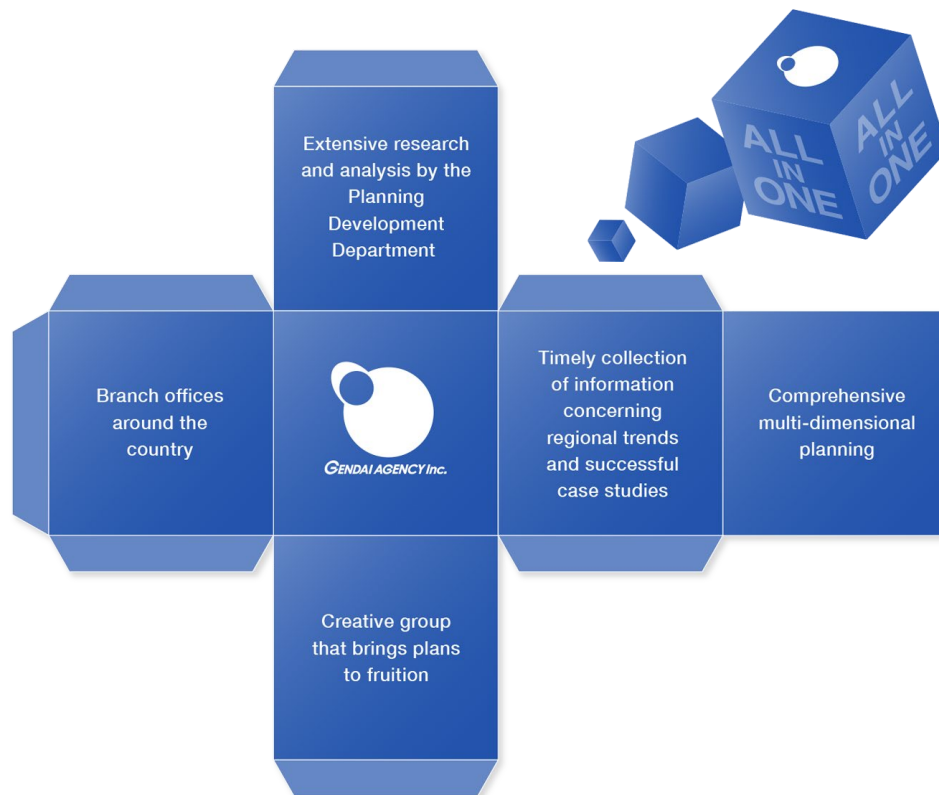 ALL
IN
ONE
ALL
IN
ONE
Extensive research
and analysis by the
Planning
Development
Department
Branch offices
around the
country
GENDAI AGENCY Inc.
Timely collection
of information
concerning
regional trends
and successful
case studies
Comprehensive
multi-dimensional
planning
Creative group
that brings plans
to fruition